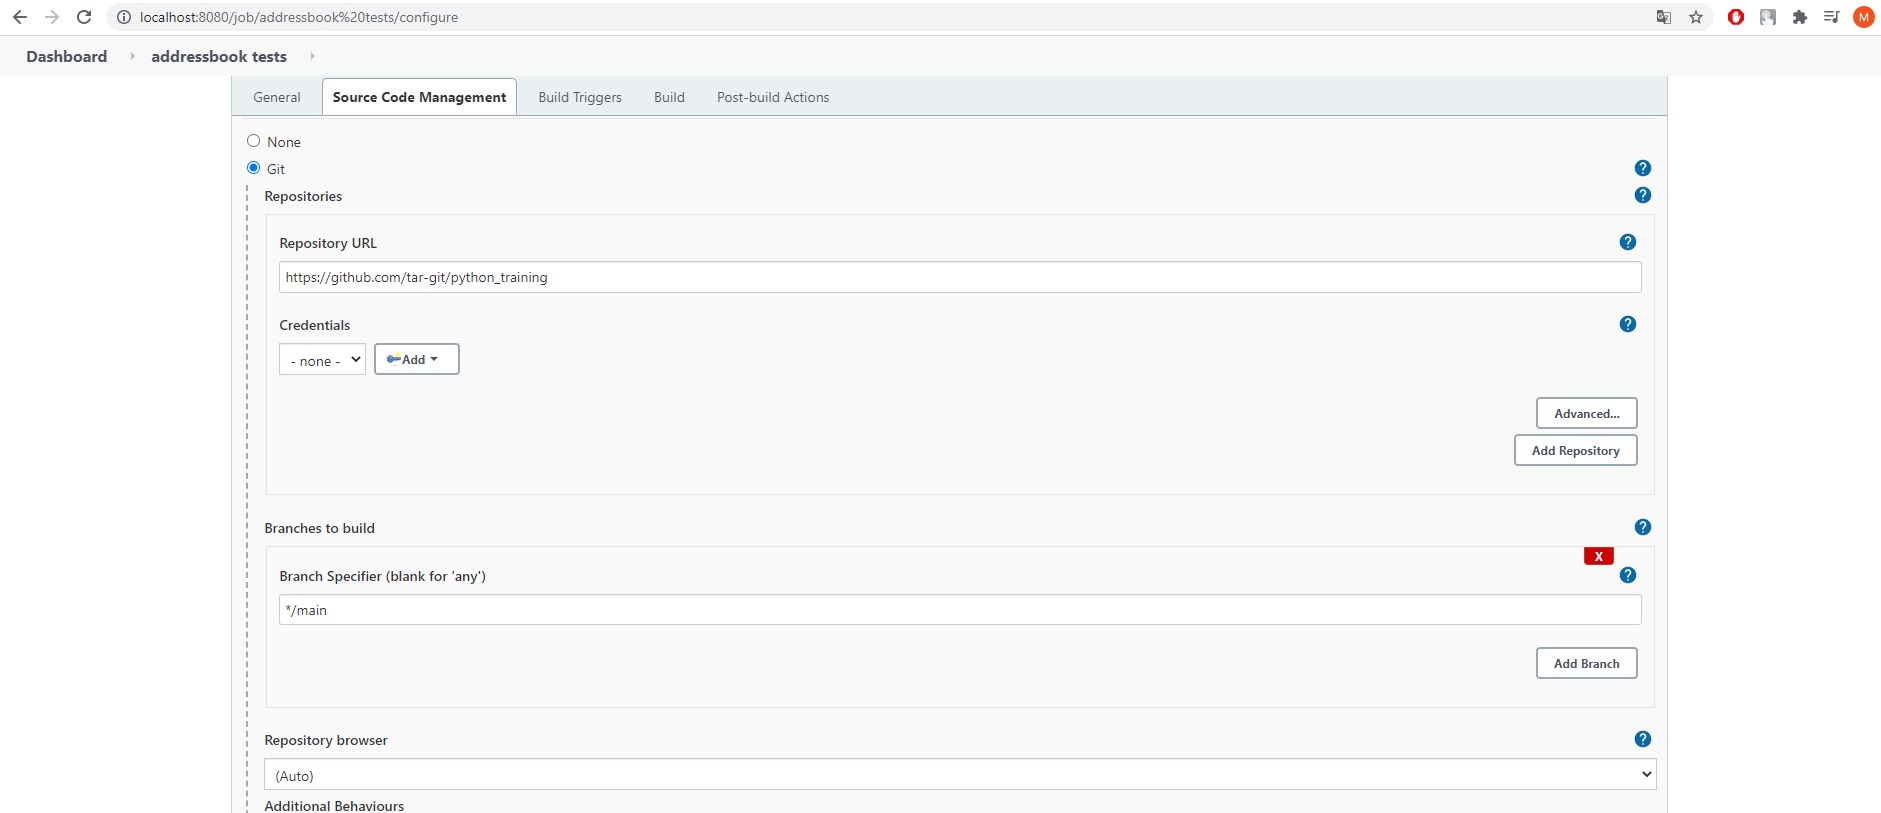 localhost:8080/job/addressbook%20tests/configure
M
Dashboard addressbook tests
General Source Code Management Build Triggers Build Post-build Actions
None
Git
?
Repositories
?
Repository URL
?
https://github.com/tar-git/python_training
Credentials
?
- none - Add
Advanced...
Add Repository
Branches to build
?
X
Branch Specifier (blank for 'any')
?
*/main
Add Branch
Repository browser
?
(Auto)
Additional Behaviours